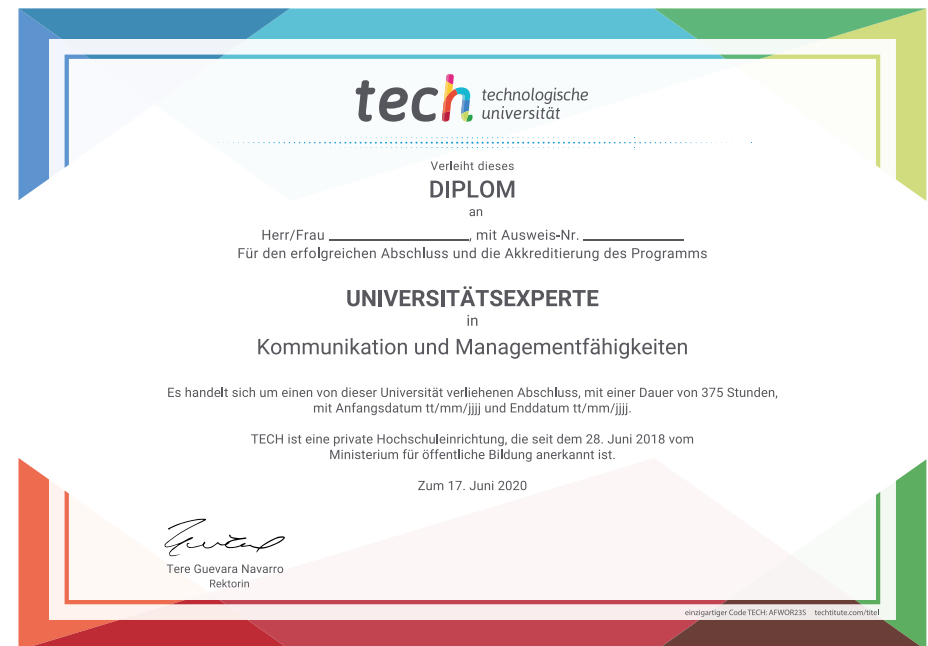 tech technologische
universität
Verleiht dieses
DIPLOM
an
Herr/Frau ____________________, mit Ausweis-Nr. ______________
Für den erfolgreichen Abschluss und die Akkreditierung des Programms
UNIVERSITÄTSEXPERTE
in
Kommunikation und Managementfähigkeiten
Es handelt sich um einen von dieser Universität verliehenen Abschluss, mit einer Dauer von 375 Stunden,
mit Anfangsdatum tt/mm/jjjj und Enddatum tt/mm/jjjj.
TECH ist eine private Hochschuleinrichtung, die seit dem 28. Juni 2018 vom
Ministerium für öffentliche Bildung anerkannt ist.
Zum 17. Juni 2020
Tere Guevara Navarro
Rektorin
einzigartiger Code TECH: AFWOR23S techtitute.com/titel